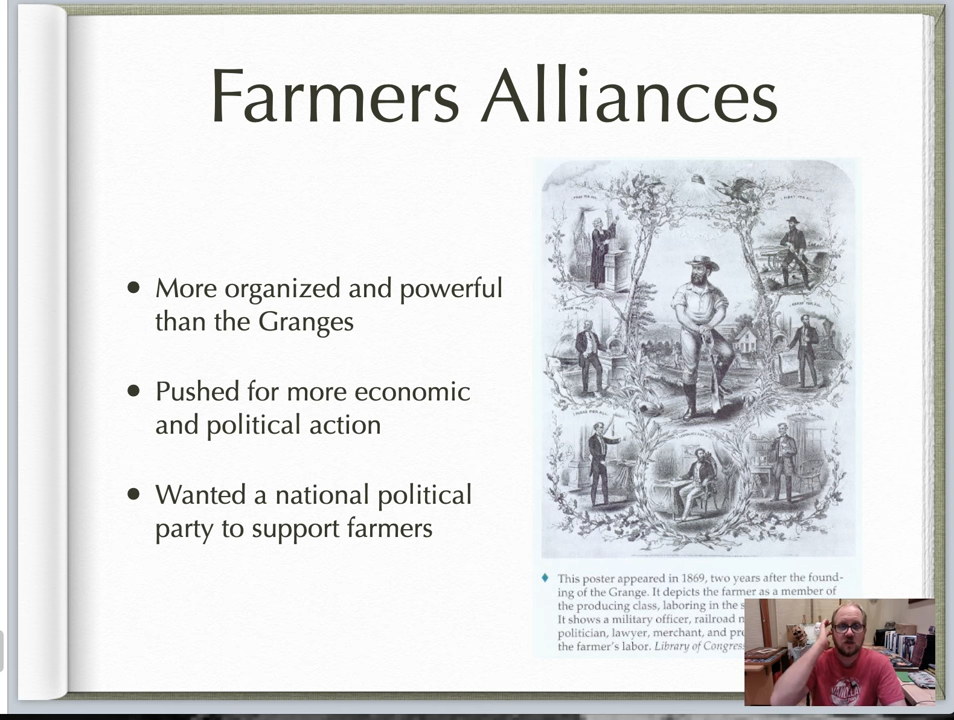 Farmers Alliances
• More organized and powerful
than the Granges
• Pushed for more economic
and political action
• Wanted a national political
party to support farmers
♦ This poster appeared in 1869, two years after the found-
ing of the Grange. It depicts the farmer as a member of
the producing class, laboring in the
It shows a military officer, railroad
politician, lawyer, merchant, and
the farmer's labor. Library of Congress